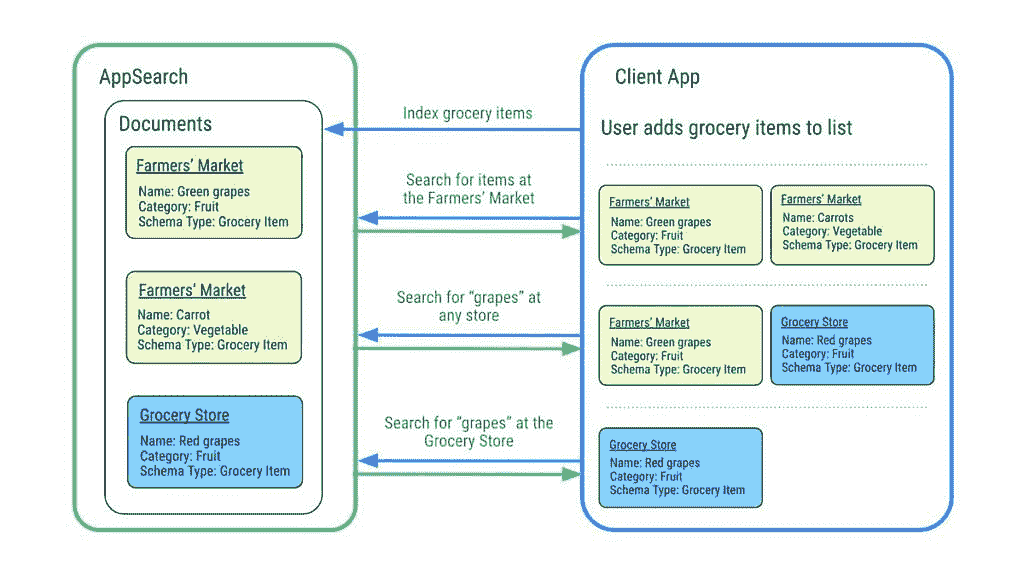 AppSearch
Documents
Farmers’ Market
Name: Green grapes
Category: Fruit
Schema Type: Grocery Item
Farmers’ Market
Name: Carrot
Category: Vegetable
Schema Type: Grocery Item
Grocery Store
Name: Red grapes
Category: Fruit
Schema Type: Grocery Item
Index grocery items
Search for items at
the Farmers’ Market
Search for “grapes” at
any store
Search for “grapes” at the
Grocery Store
Client App
User adds grocery items to list
Farmers’ Market
Name: Green grapes
Category: Fruit
Schema Type: Grocery Item
Farmers’ Market
Name: Carrots
Category: Vegetable
Schema Type: Grocery Item
Farmers’ Market
Name: Green grapes
Category: Fruit
Schema Type: Grocery Item
Grocery Store
Name: Red grapes
Category: Fruit
Schema Type: Grocery Item
Grocery Store
Name: Red grapes
Category: Fruit
Schema Type: Grocery Item